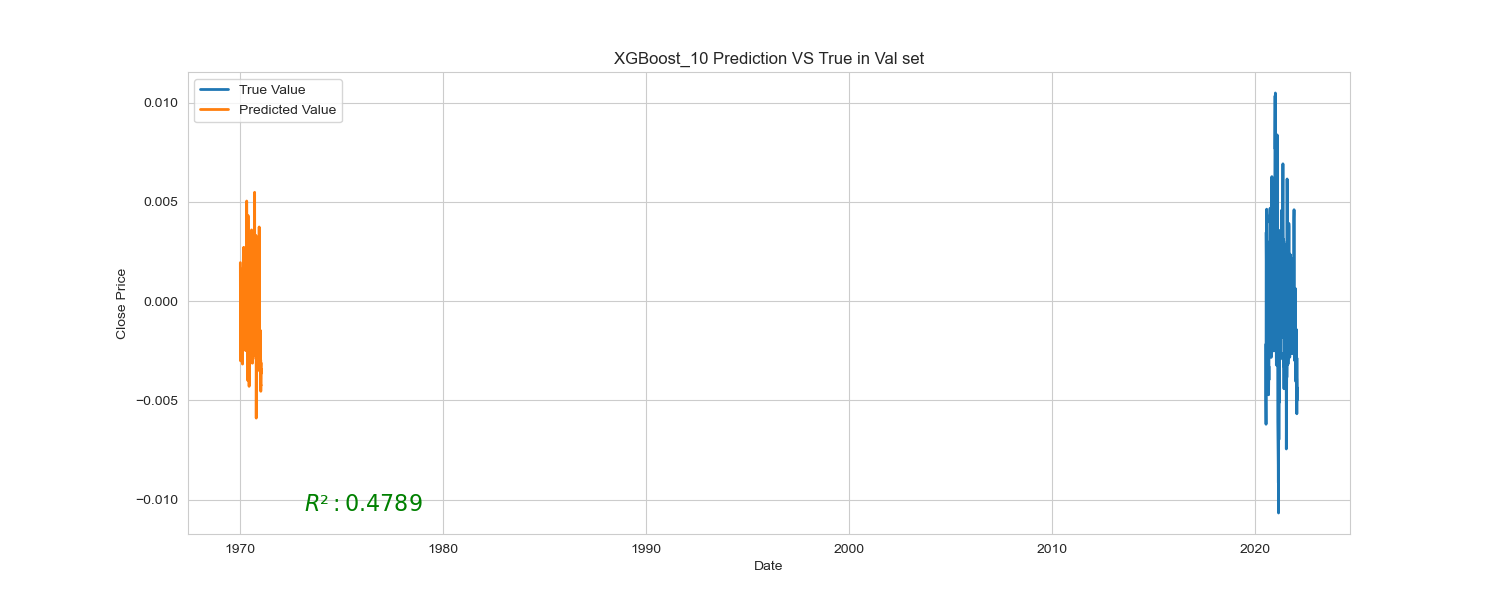 XGBoost_10 Prediction VS True in Val set
True Value
Predicted Value
0.010
0.005
0.000
−0.005
−0.010
Close Price
R²:0.4789
1970 1980 1990 2000 2010 2020
Date